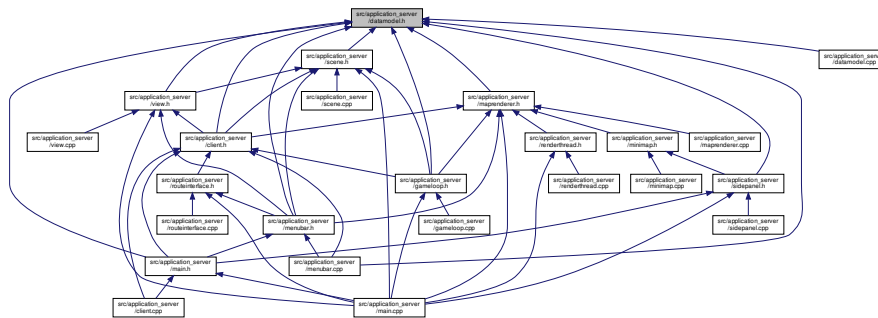 src/application_server
/datamodel.h
src/application_server
/scene.h
src/application_serve
/datamodel.cpp
src/application_server
/view.h
src/application_server
/scene.cpp
src/application_server
/maprenderer.h
src/application_server
/view.cpp
src/application_server
/client.h
src/application_server
/renderthread.h
src/application_server
/minimap.h
src/application_server
/maprenderer.cpp
src/application_server
/routeinterface.h
src/application_server
/gameloop.h
src/application_server
/renderthread.cpp
src/application_server
/minimap.cpp
src/application_server
/sidepanel.h
src/application_server
/routeinterface.cpp
src/application_server
/menubar.h
src/application_server
/gameloop.cpp
src/application_server
/sidepanel.cpp
src/application_server
/main.h
src/application_server
/menubar.cpp
src/application_server
/client.cpp
src/application_server
/main.cpp